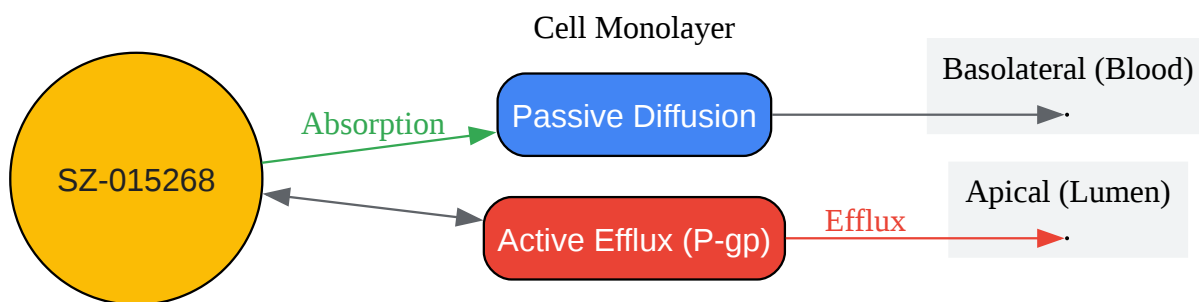 Cell Monolayer
Basolateral (Blood)
Absorption
Passive Diffusion
SZ-015268
Apical (Lumen)
Efflux
Active Efflux (P-gp)